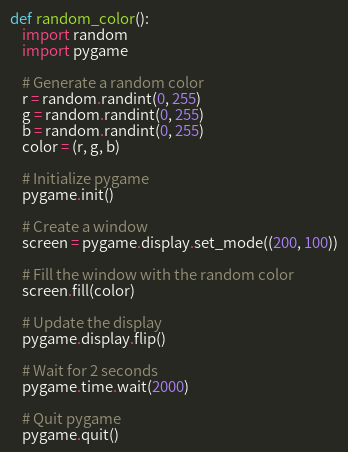 def random_color():
import random
import pygame
# Generate a random color
r = random.randint(0, 255)
g = random.randint(0, 255)
b = random.randint(0, 255)
color = (r, g, b)
# Initialize pygame
pygame.init()
# Create a window
screen = pygame.display.set_mode((200, 100))
# Fill the window with the random color
screen.fill(color)
# Update the display
pygame.display.flip()
# Wait for 2 seconds
pygame.time.wait(2000)
# Quit pygame
pygame.quit()